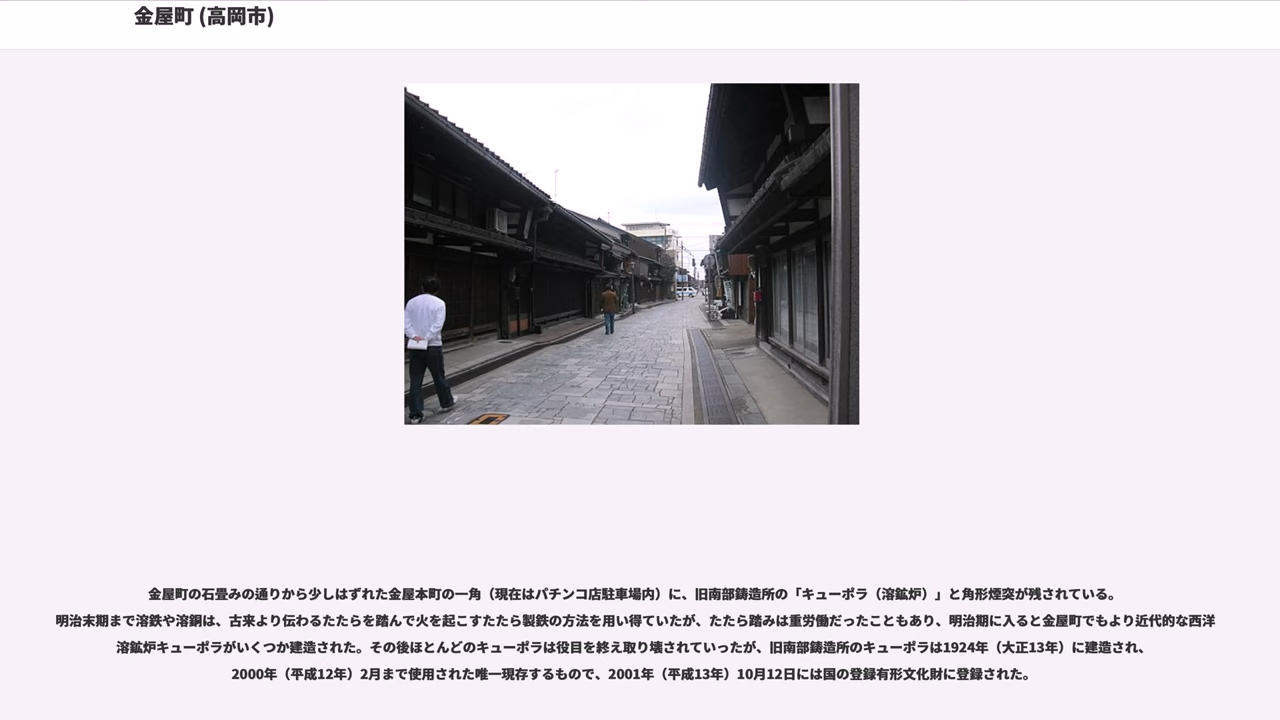 金屋町 (高岡市)
金屋町の石畳みの通りから少しはずれた金屋本町の一角（現在はパチンコ店駐車場内）に、旧南部鋳造所の「キューポラ（溶鉱炉）」と角形煙突が残されている。
明治末期まで溶鉄や溶銅は、古来より伝わるたたらを踏んで火を起こすたたら製鉄の方法を用い得ていたが、たたら踏みは重労働だったこともあり、明治期に入ると金屋町でもより近代的な西洋
溶鉱炉キューポラがいくつか建造された。その後ほとんどのキューポラは役目を終え取り壊されていったが、旧南部鋳造所のキューポラは1924年（大正13年）に建造され、
2000年（平成12年）2月まで使用された唯一現存するもので、2001年（平成13年）10月12日には国の登録有形文化財に登録された。